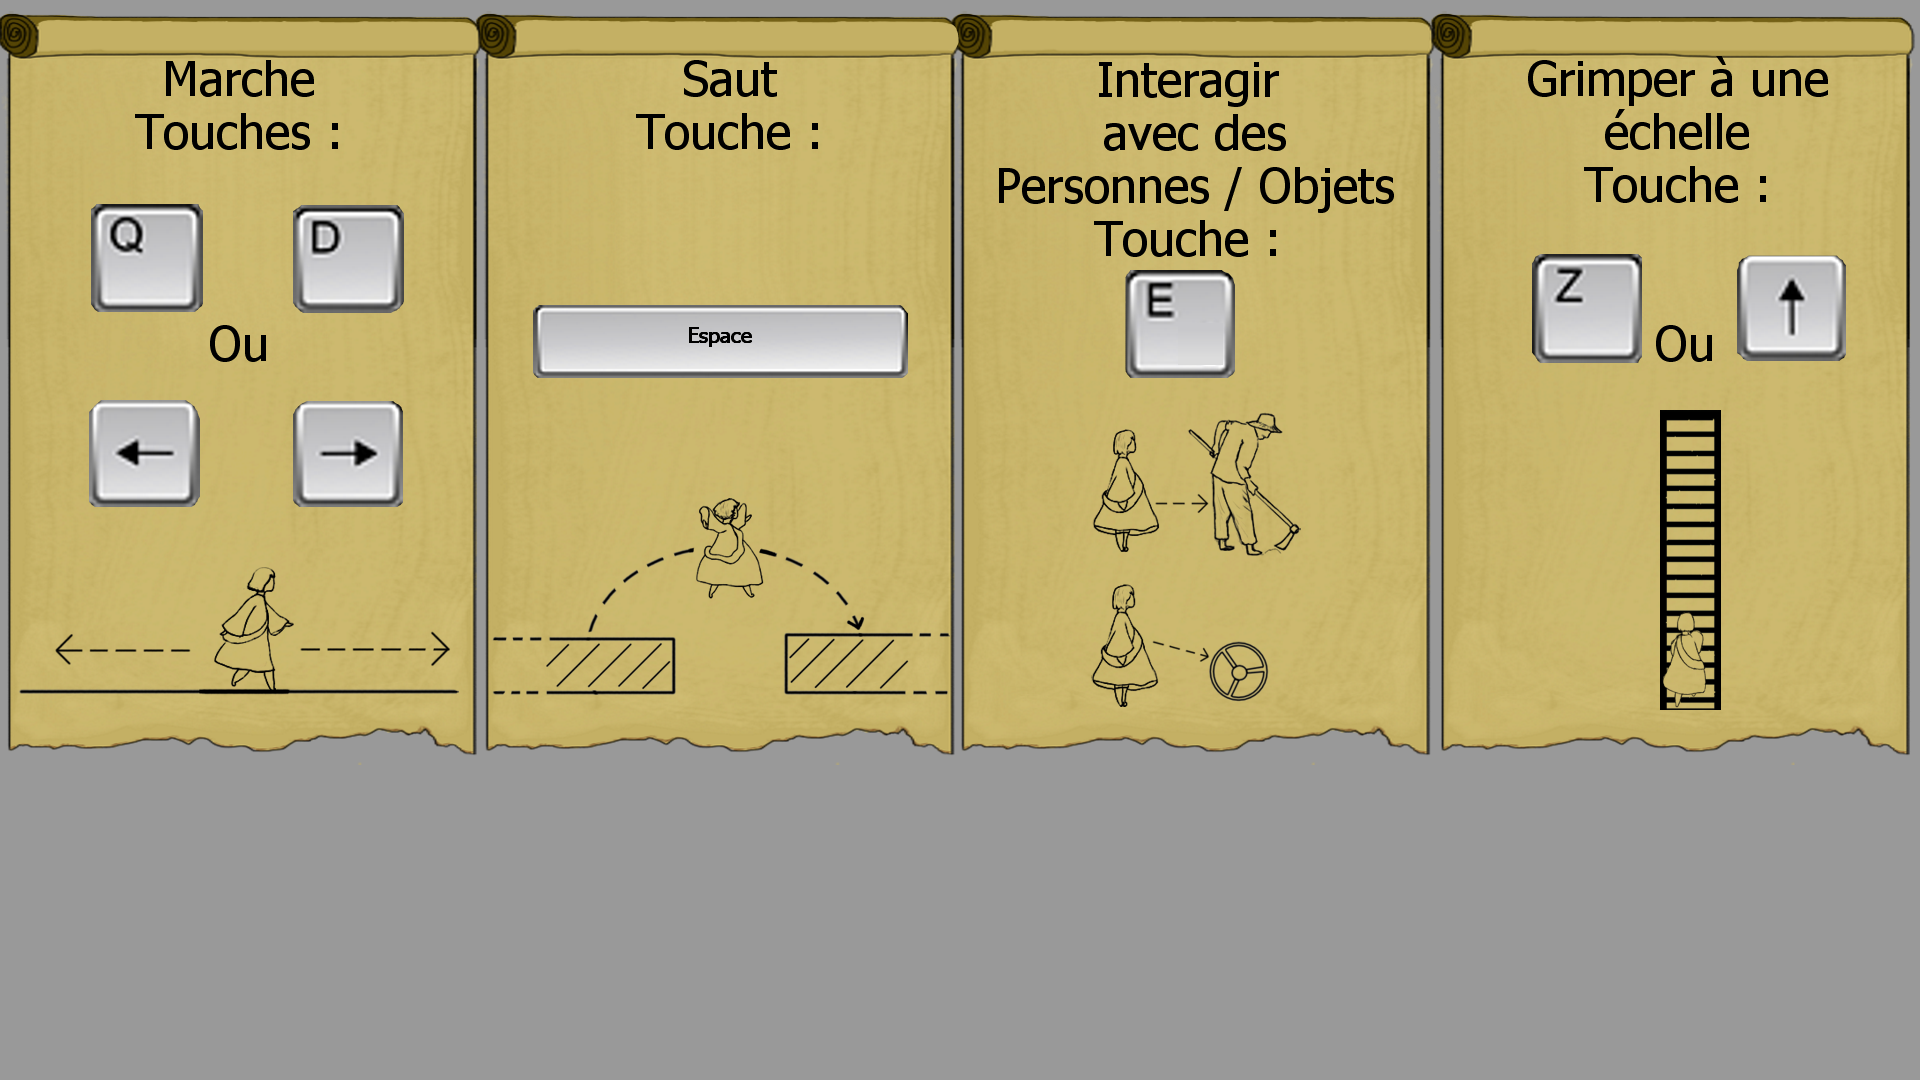 Marche
Touches :
Q
D
Ou
Saut
Touche :
Espace
Interagir
avec des
Personnes / Objets
Touche :
E
Grimper à une
échelle
Touche :
Z
Ou